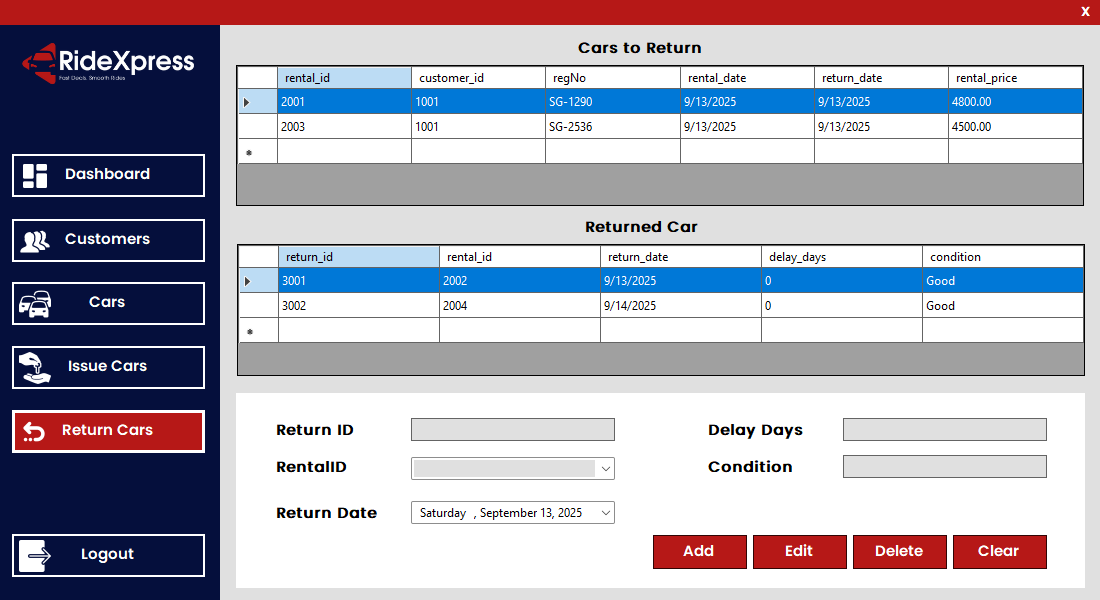 X
RideXpress
Fast Deals. Smooth Rides
Dashboard
Customers
Cars
Issue Cars
Return Cars
Logout
Cars to Return
rental_id customer_id regNo rental_date return_date rental_price
2001 1001 SG-1290 9/13/2025 9/13/2025 4800.00
2003 1001 SG-2536 9/13/2025 9/13/2025 4500.00
Returned Car
return_id rental_id return_date delay_days condition
3001 2002 9/13/2025 0 Good
3002 2004 9/14/2025 0 Good
Return ID Delay Days
RentalID Condition
Return Date Saturday , September 13, 2025
Add Edit Delete Clear